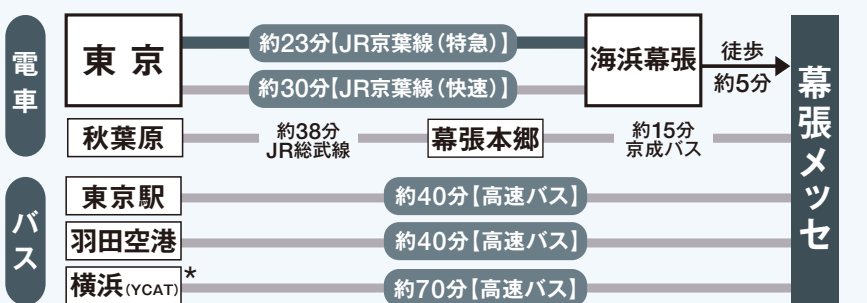 電車
東京
約23分【JR京葉線(特急)】
約30分【JR京葉線(快速)】
海浜幕張
徒歩
約5分
秋葉原
約38分
JR総武線
幕張本郷
約15分
京成バス
バス
東京駅
約40分【高速バス】
羽田空港
約40分【高速バス】
横浜(YCAT)*
約70分【高速バス】
幕張メッセ